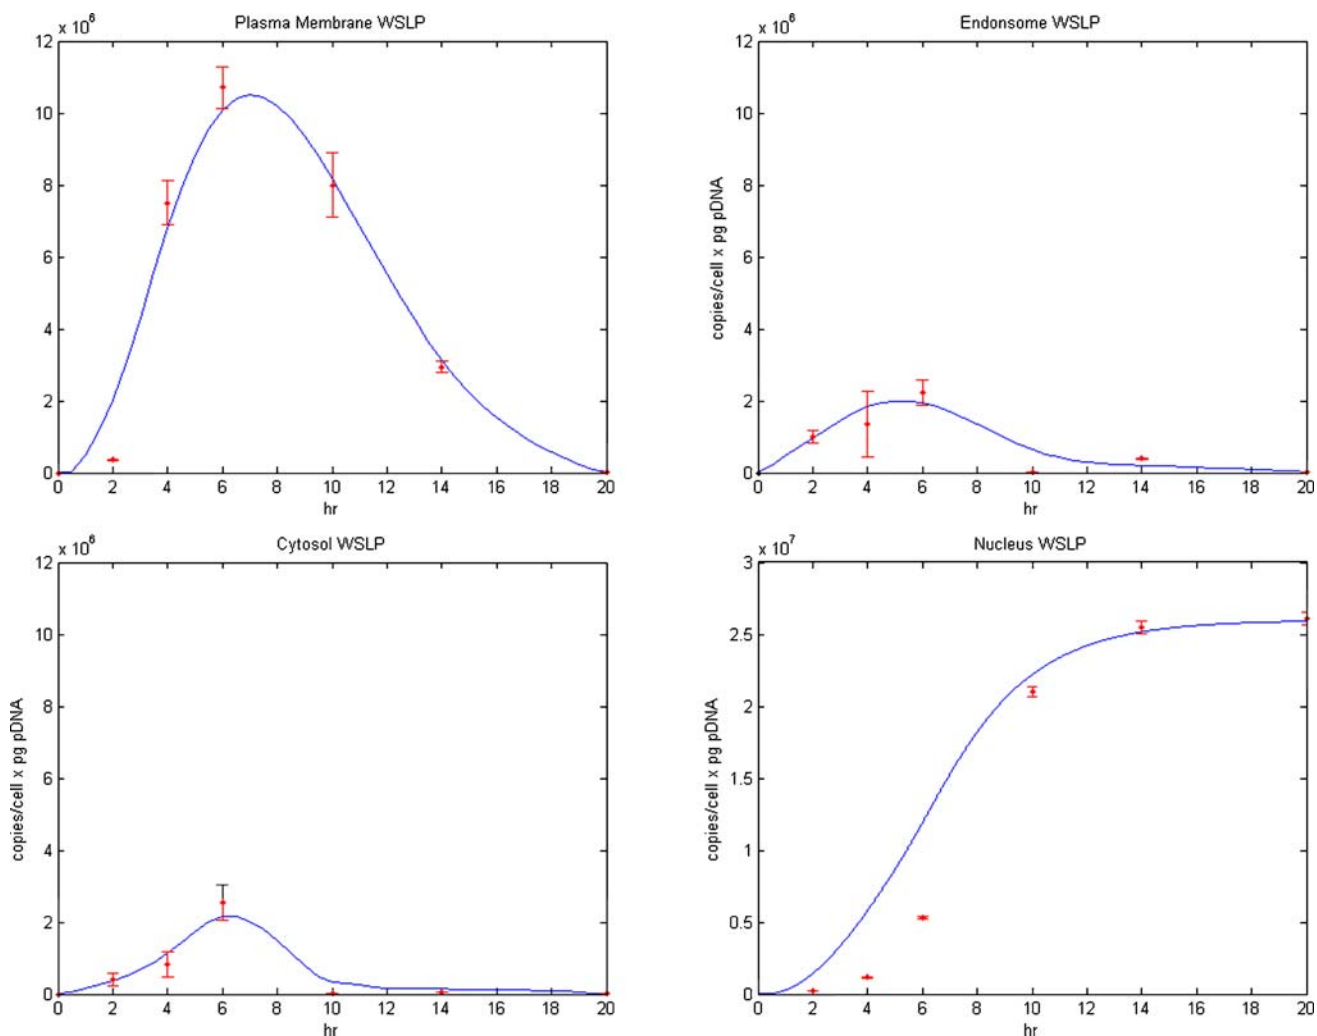 Plasma Membrane WSLP
x 10^6
12
10
8
6
4
2
0
0 2 4 6 8 10 12 14 16 18 20
hr
Endonsome WSLP
x 10^6
copies/cell x pg pDNA
12
10
8
6
4
2
0
0 2 4 6 8 10 12 14 16 18 20
hr
Cytosol WSLP
x 10^6
copies/cell x pg pDNA
12
10
8
6
4
2
0
0 2 4 6 8 10 12 14 16 18 20
hr
Nucleus WSLP
x 10^7
copies/cell x pg pDNA
3
2.5
2
1.5
1
0.5
0
0 2 4 6 8 10 12 14 16 18 20
hr